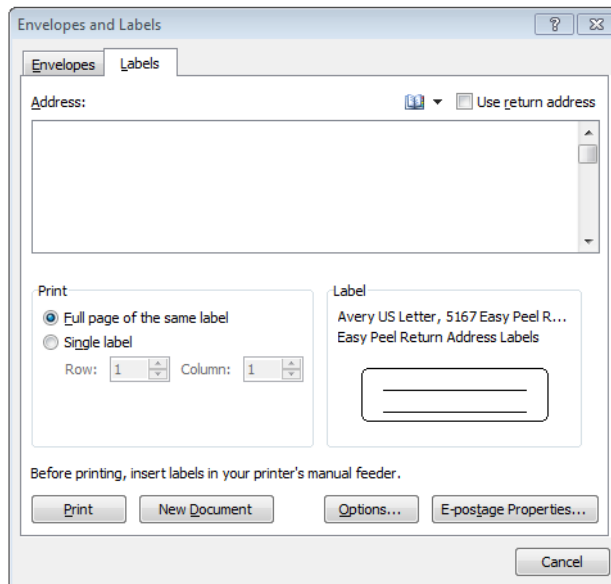 Envelopes and Labels
Envelopes
Labels
Address:
Use return address
Print
Full page of the same label
Single label
Row: 1 Column: 1
Label
Avery US Letter, 5167 Easy Peel R...
Easy Peel Return Address Labels
Before printing, insert labels in your printer's manual feeder.
Print
New Document
Options...
E-postage Properties...
Cancel